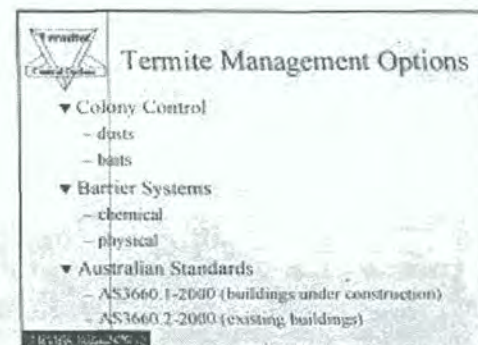 Termite Management Options
▼ Colony Control
– dusts
– baits
▼ Barrier Systems
– chemical
– physical
▼ Australian Standards
– AS3660.1-2000 (buildings under construction)
– AS3660.2-2000 (existing buildings)